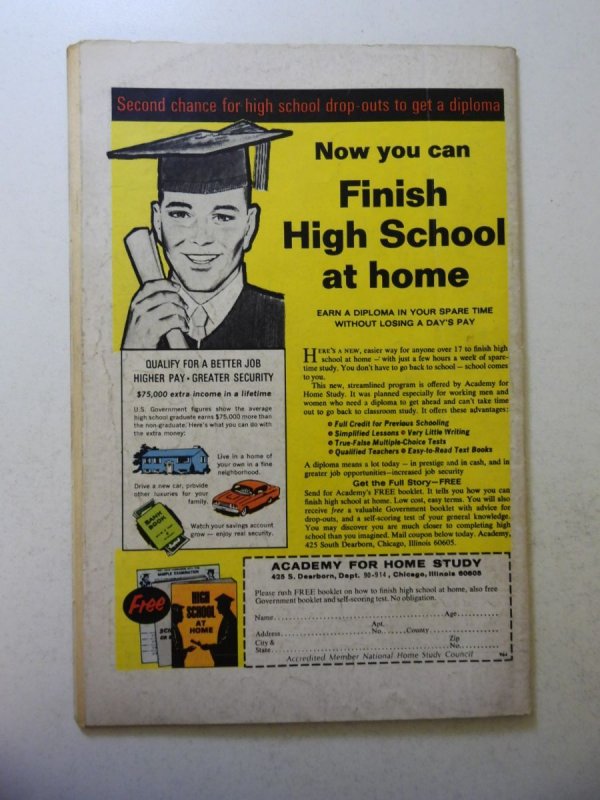 Second chance for high school drop-outs to get a diploma
Now you can
Finish
High School
at home
EARN A DIPLOMA IN YOUR SPARE TIME
WITHOUT LOSING A DAY'S PAY
HERE'S A NEW, easier way for anyone over 17 to finish high
school at home — with just a few hours a week of spare-
time study. You don't have to go back to school — school comes
to you.
This new, streamlined program is offered by Academy for
Home Study. It was planned especially for working men and
women who need a diploma to get ahead and can't take time
out to go back to classroom study. It offers these advantages:
Full Credit for Previous Schooling
Simplified Lessons Very Little Writing
True-False Multiple-Choice Tests
Qualified Teachers Easy-to-Read Text Books
A diploma means a lot today – in prestige and in cash, and in
greater job opportunities–increased job security
Get the Full Story—FREE
Send for Academy's FREE booklet. It tells you how you can
finish high school at home. Low cost, easy terms. You will also
receive free a valuable Government booklet with advice for
drop-outs, and a self-scoring test of your general knowledge.
You may discover you are much closer to completing high
school than you imagined. Mail coupon below today. Academy,
425 South Dearborn, Chicago, Illinois 60605.
QUALIFY FOR A BETTER JOB
HIGHER PAY • GREATER SECURITY
$75,000 extra income in a lifetime
U.S. Government figures show the average
high school graduate earns $75,000 more than
the non-graduate. Here's what you can do with
the extra money:
Live in a home of
your own in a fine
neighborhood.
Drive a new car, provide
other luxuries for your
family.
BANK
BOOK
Watch your savings account
grow — enjoy real security.
SAMPLE EXAMINATION
Free
HIGH
SCHOOL
AT
HOME
ACADEMY FOR HOME STUDY
425 S. Dearborn, Dept. 90-914, Chicago, Illinois 60605
Please rush FREE booklet on how to finish high school at home, also free
Government booklet and self-scoring test. No obligation.
Name Age
Apt.
Address No. County
City & Zip
State No.
Accredited Member National Home Study Council